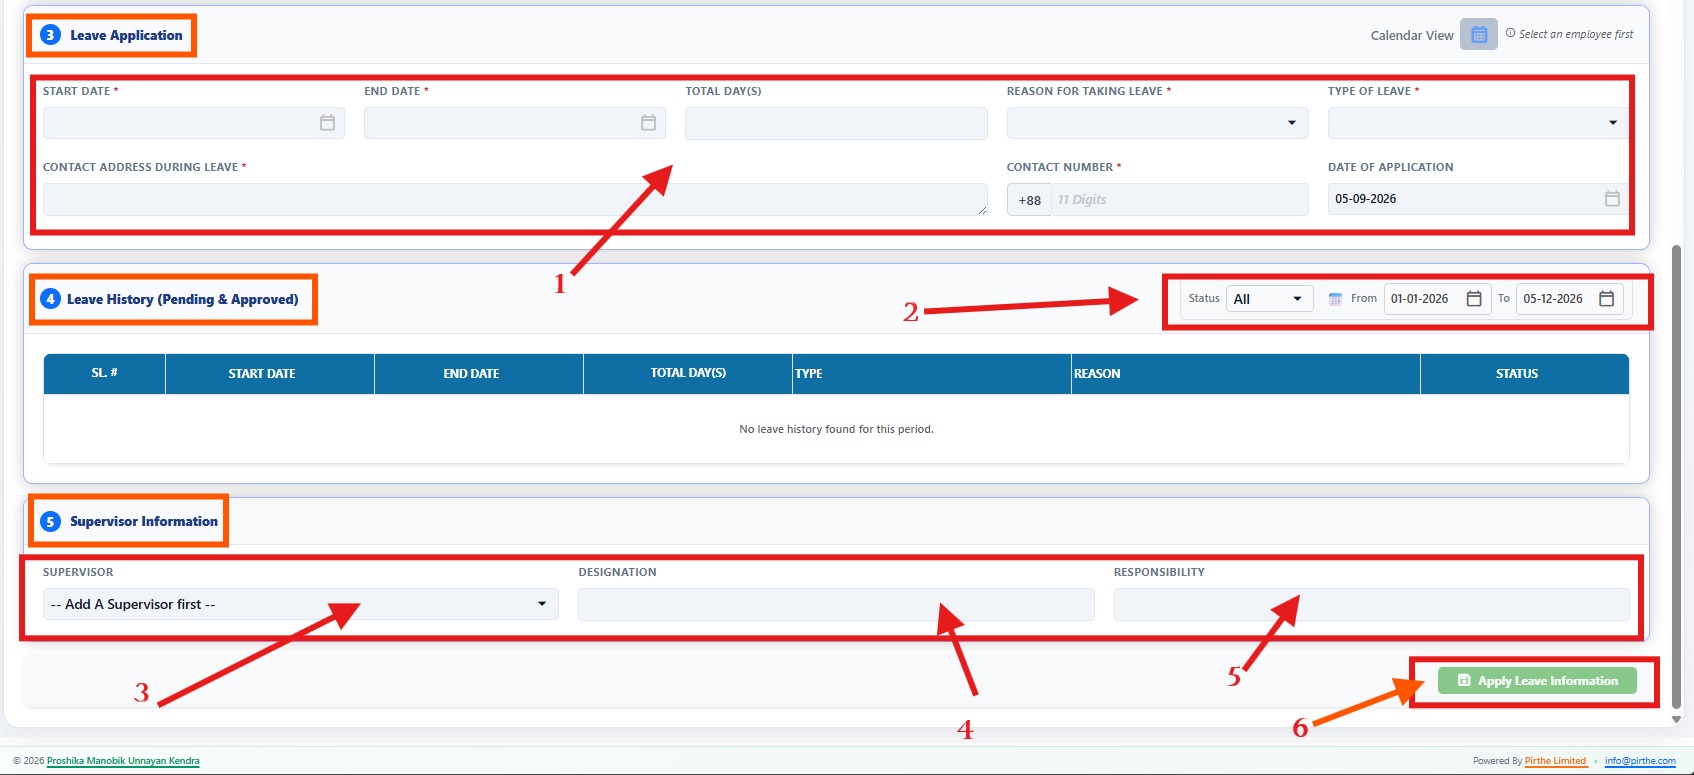 3 Leave Application
Calendar View Select an employee first
START DATE * END DATE * TOTAL DAY(S) REASON FOR TAKING LEAVE * TYPE OF LEAVE *
CONTACT ADDRESS DURING LEAVE * CONTACT NUMBER * DATE OF APPLICATION
+88 11 Digits 05-09-2026
1
4 Leave History (Pending & Approved)
2
Status All From 01-01-2026 To 05-12-2026
SL. # START DATE END DATE TOTAL DAY(S) TYPE REASON STATUS
No leave history found for this period.
5 Supervisor Information
SUPERVISOR DESIGNATION RESPONSIBILITY
-- Add A Supervisor first --
3
4
5
6
Apply Leave Information
© 2026 Proshika Manobik Unnayan Kendra
Powered By Pirthe Limited • info@pirthe.com